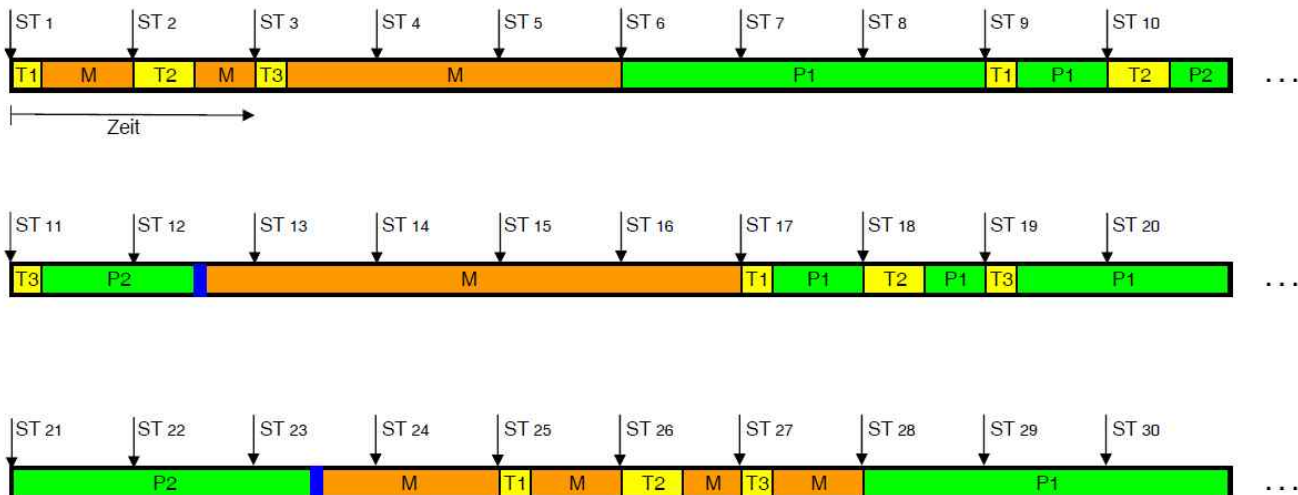 ST 1 ST 2 ST 3 ST 4 ST 5 ST 6 ST 7 ST 8 ST 9 ST 10
T1 M T2 M T3 M P1 T1 P1 T2 P2 ...
Zeit
ST 11 ST 12 ST 13 ST 14 ST 15 ST 16 ST 17 ST 18 ST 19 ST 20
T3 P2 M T1 P1 T2 P1 T3 P1 ...
ST 21 ST 22 ST 23 ST 24 ST 25 ST 26 ST 27 ST 28 ST 29 ST 30
P2 M T1 M T2 M T3 M P1 ...